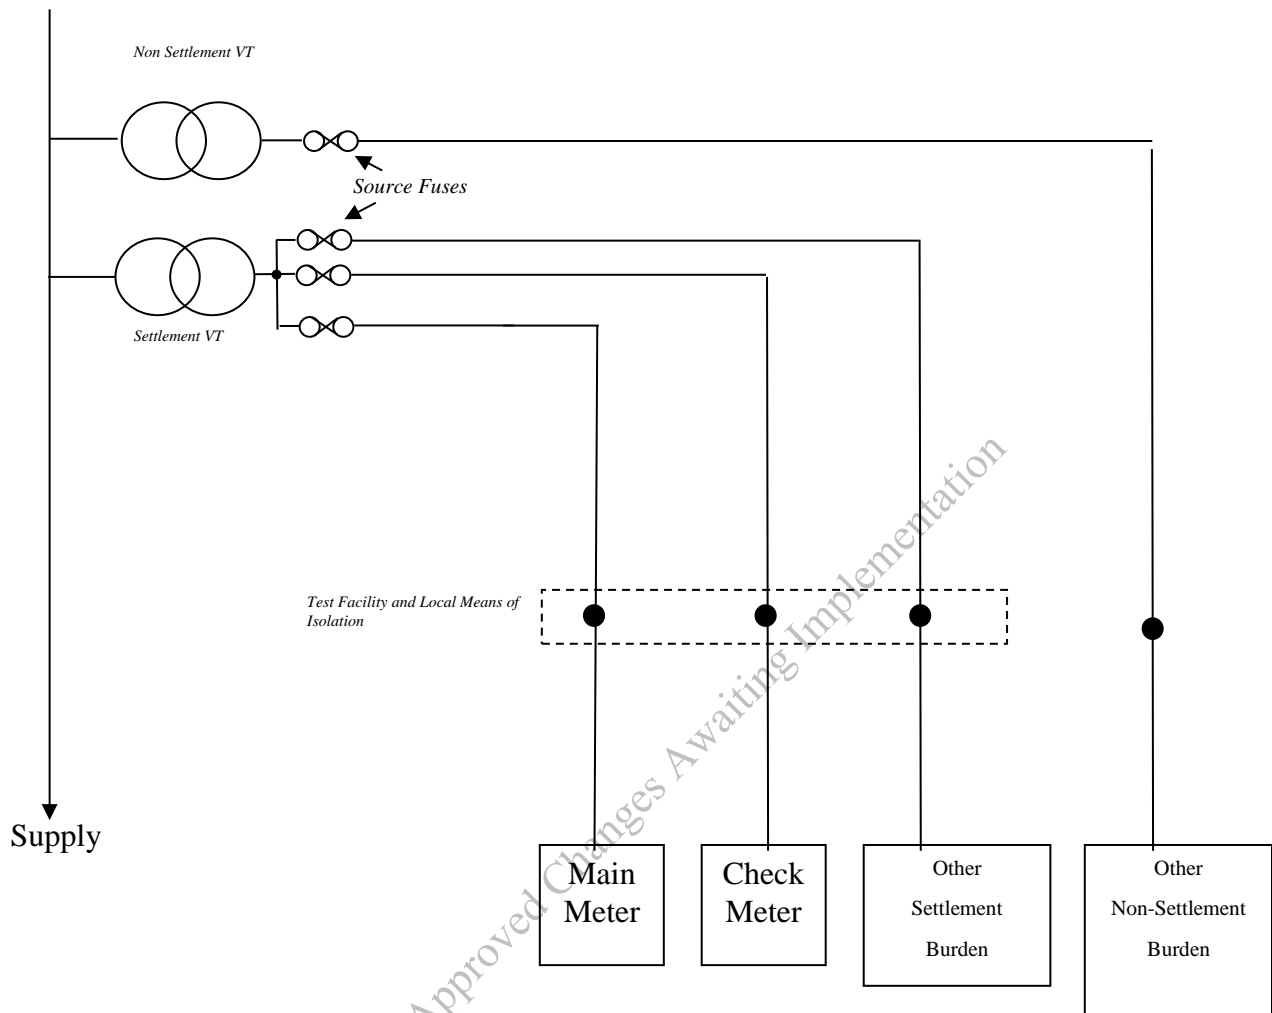 Non Settlement VT
Source Fuses
Settlement VT
Test Facility and Local Means of
Isolation
Approved Changes Awaiting Implementation
Supply
Main
Meter
Check
Meter
Other
Settlement
Burden
Other
Non-Settlement
Burden